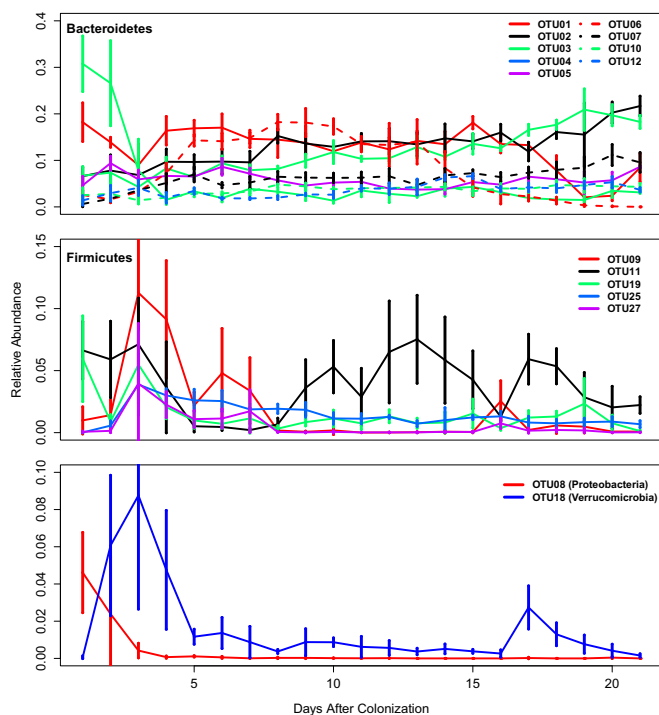 Bacteroidetes
OTU01 OTU06
OTU02 OTU07
OTU03 OTU10
OTU04 OTU12
OTU05
0.4
0.3
0.2
0.1
0.0
Firmicutes
OTU09
OTU11
OTU19
OTU25
OTU27
0.15
0.10
0.05
0.00
Relative Abundance
OTU08 (Proteobacteria)
OTU18 (Verrucomicrobia)
0.10
0.08
0.06
0.04
0.02
0.00
5 10 15 20
Days After Colonization